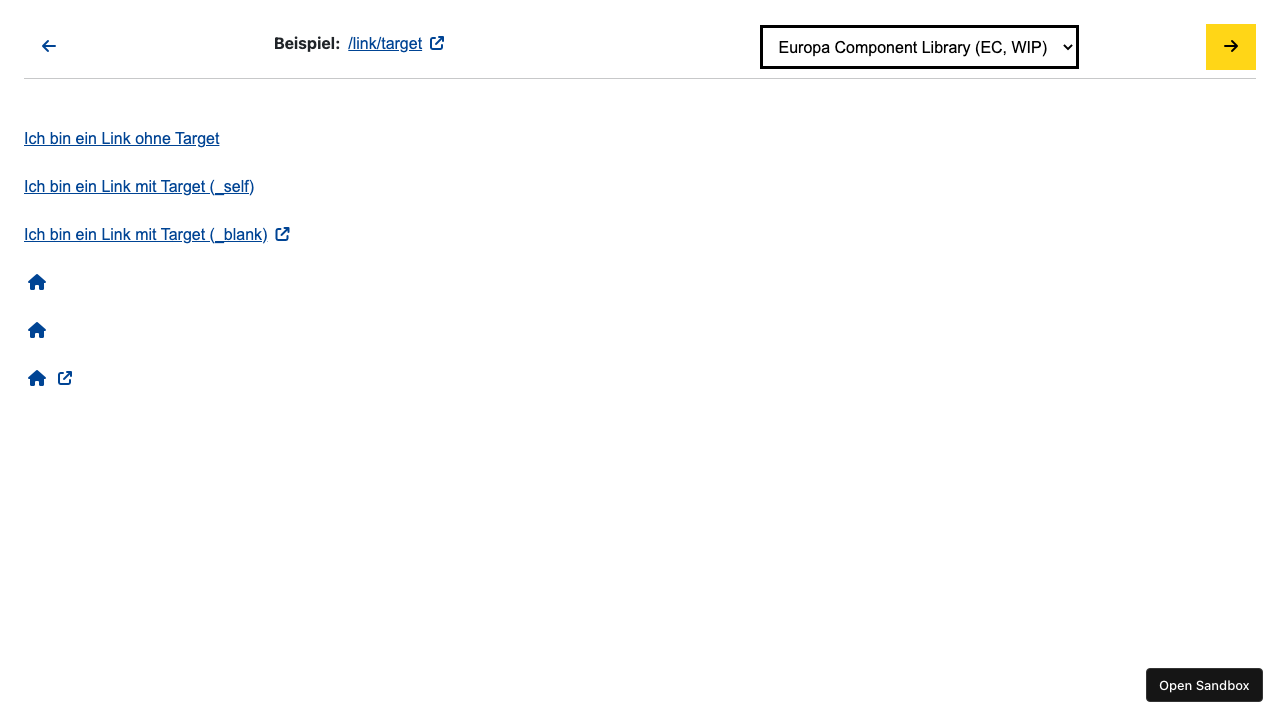 Beispiel: /link/target
Europa Component Library (EC, WIP)
Ich bin ein Link ohne Target
Ich bin ein Link mit Target (_self)
Ich bin ein Link mit Target (_blank)
Open Sandbox